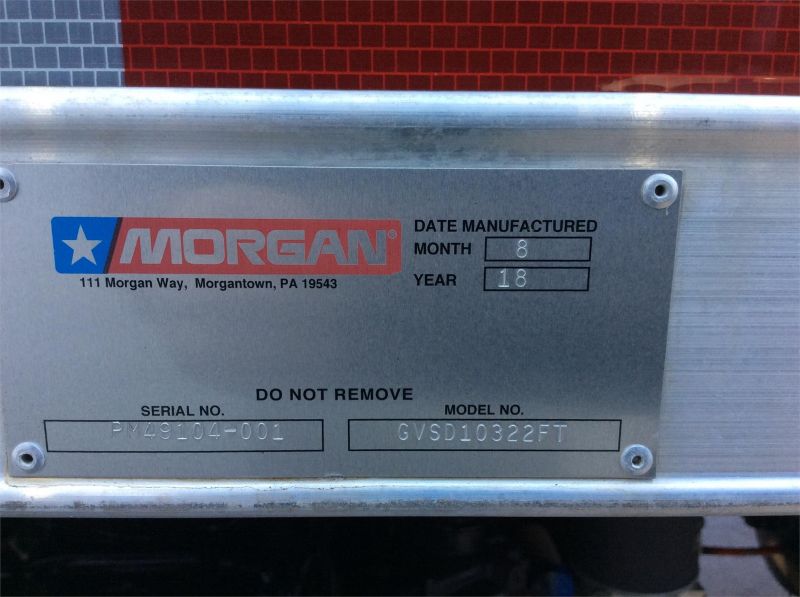 MORGAN®
111 Morgan Way, Morgantown, PA 19543
DATE MANUFACTURED
MONTH 8
YEAR 18
DO NOT REMOVE
SERIAL NO.
PM49104-001
MODEL NO.
GVSD10322FT